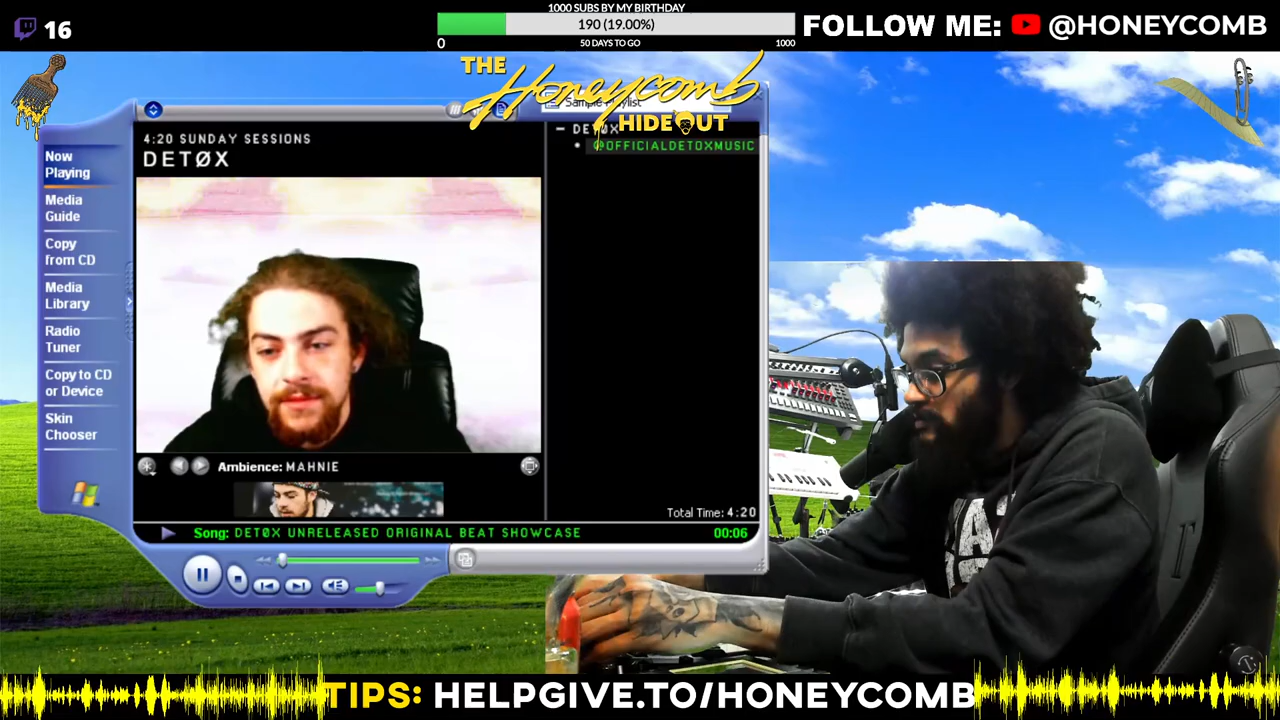 16
1000 SUBS BY MY BIRTHDAY
190 (19.00%)
0
50 DAYS TO GO
1000
FOLLOW ME: @HONEYCOMB
THE
Honeycomb
HIDEOUT
Sample Playlist
4:20 SUNDAY SESSIONS
DETØX
DETØX
@OFFICIALDETOXMUSIC
Now
Playing
Media
Guide
Copy
from CD
Media
Library
Radio
Tuner
Copy to CD
or Device
Skin
Chooser
Ambience: MAHNIE
Total Time: 4:20
Song: DETØX UNRELEASED ORIGINAL BEAT SHOWCASE
00:06
TIPS: HELPGIVE.TO/HONEYCOMB